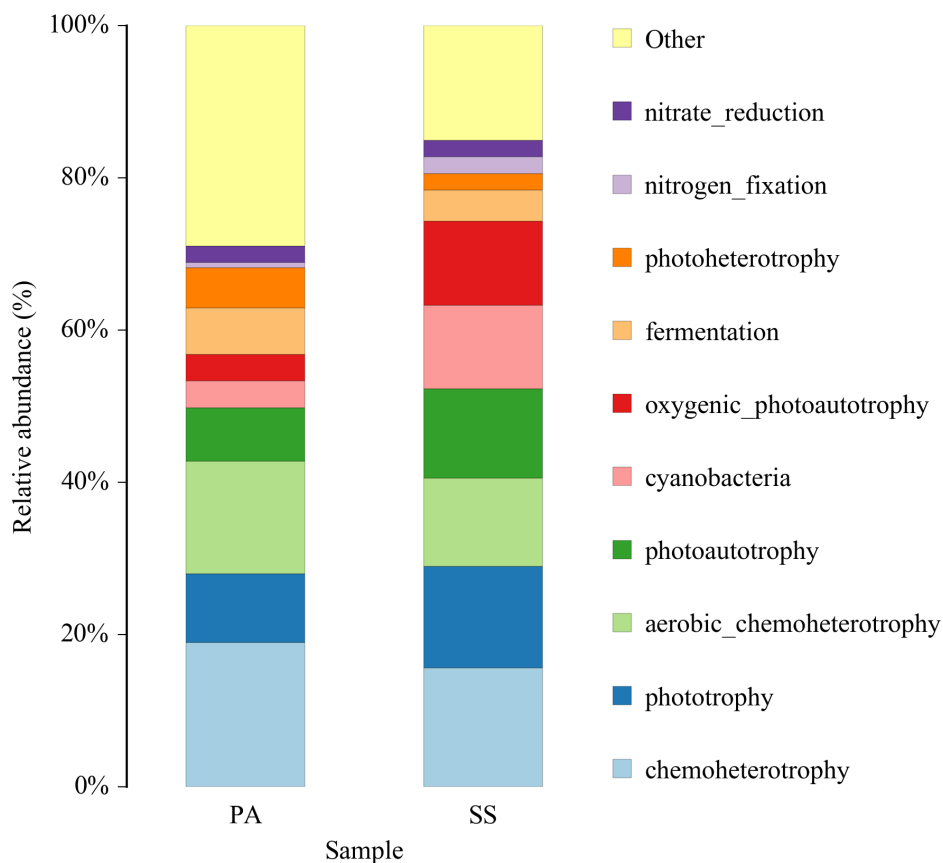 100%
80%
60%
40%
20%
0%
Relative abundance (%)
PA
SS
Sample
Other
nitrate_reduction
nitrogen_fixation
photoheterotrophy
fermentation
oxygenic_photoautotrophy
cyanobacteria
photoautotrophy
aerobic_chemoheterotrophy
phototrophy
chemoheterotrophy